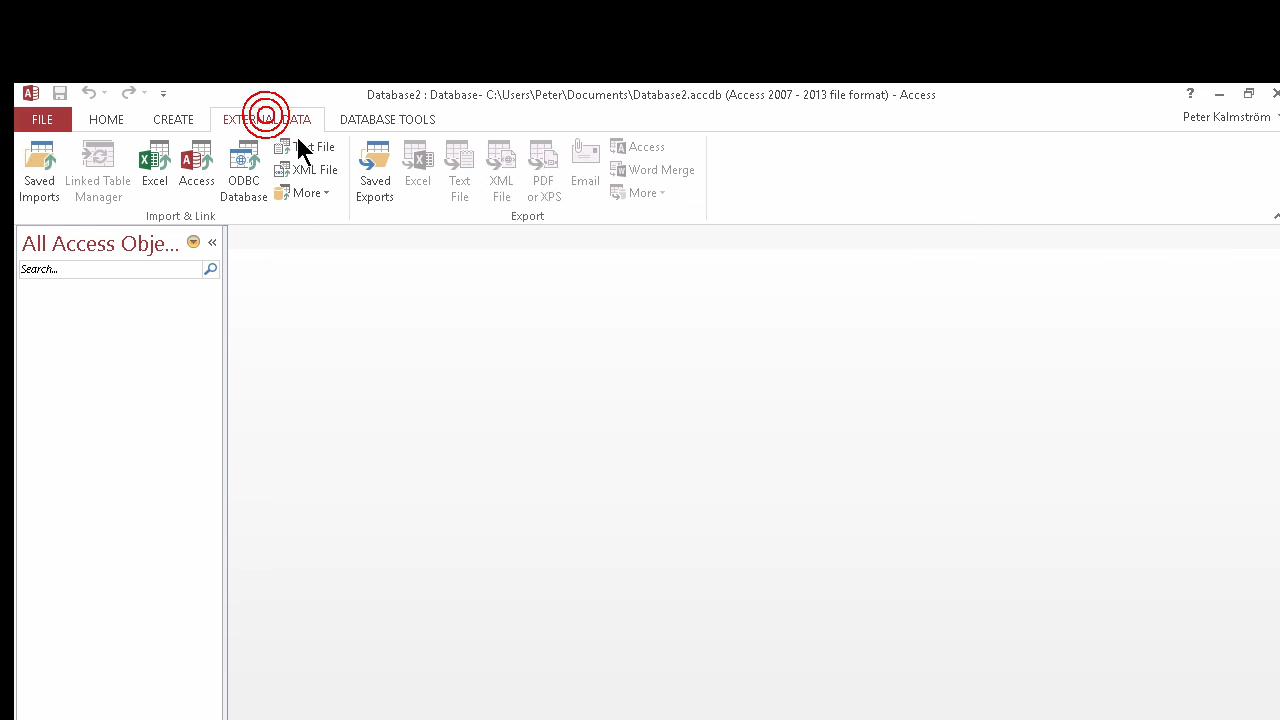 Database2 : Database- C:\Users\Peter\Documents\Database2.accdb (Access 2007 - 2013 file format) - Access
FILE HOME CREATE EXTERNAL DATA DATABASE TOOLS Peter Kalmström
Saved Imports
Linked Table Manager
Excel
Access
ODBC Database
File
XML File
More
Import & Link
Saved Exports
Excel
Text File
XML File
PDF or XPS
Email
Access
Word Merge
More
Export
All Access Obje...
Search...